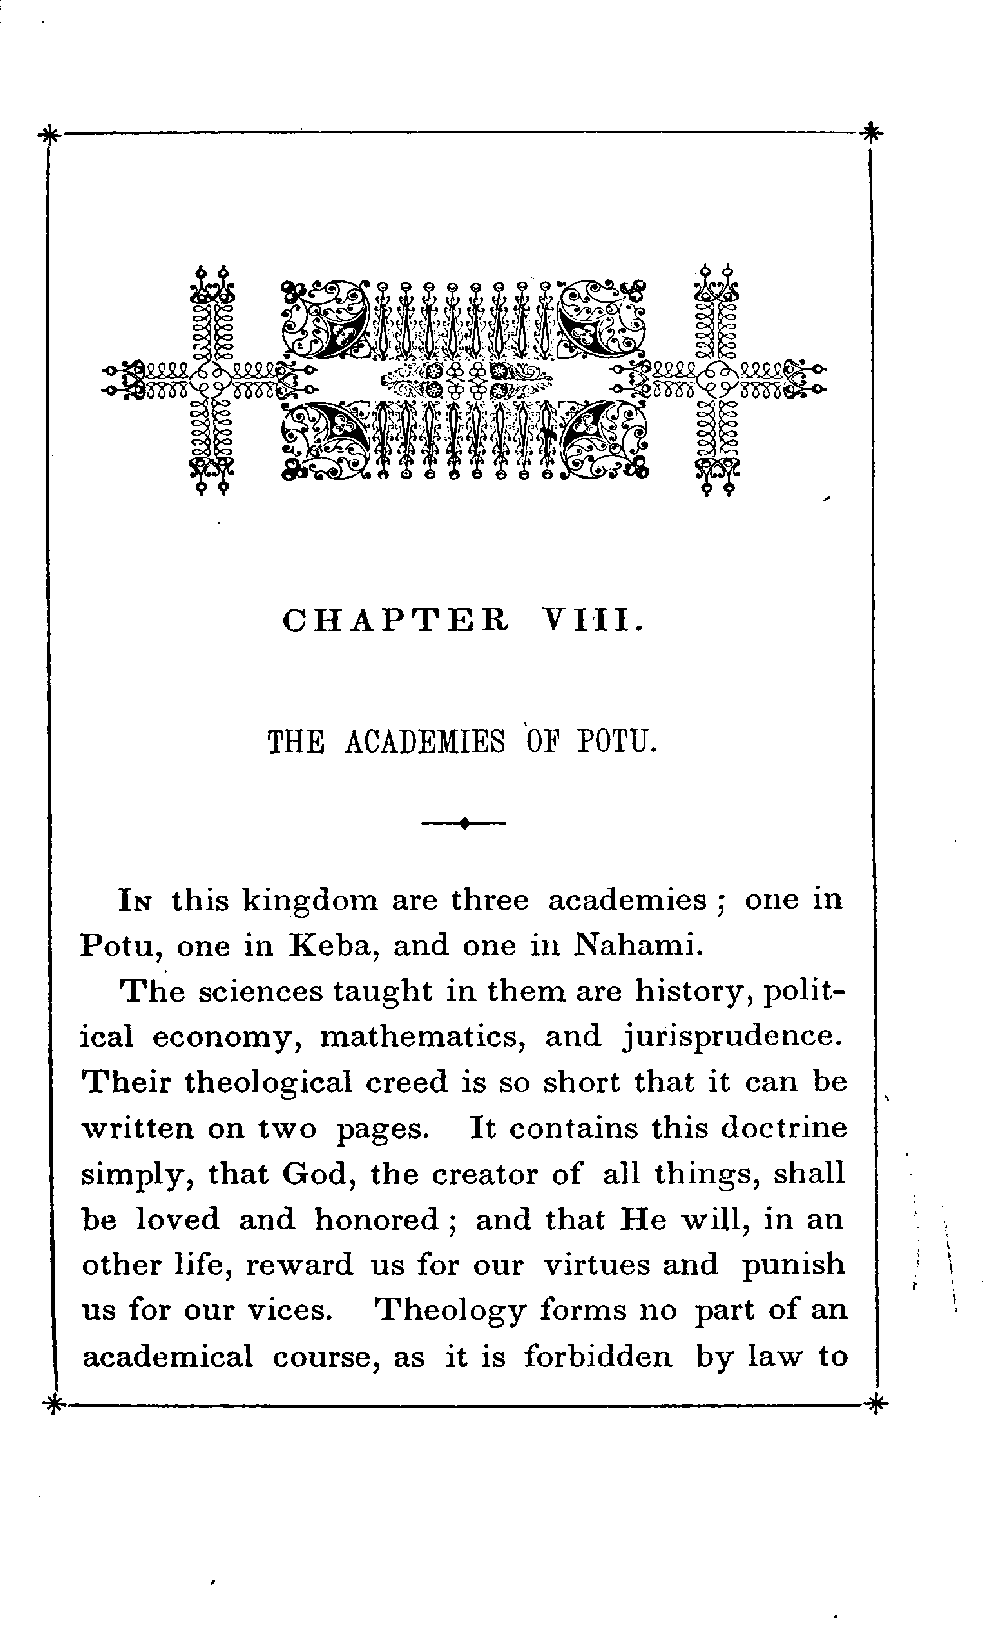 CHAPTER VIII.
THE ACADEMIES OF POTU.
In this kingdom are three academies; one in
Potu, one in Keba, and one in Nahami.
The sciences taught in them are history, polit-
ical economy, mathematics, and jurisprudence.
Their theological creed is so short that it can be
written on two pages. It contains this doctrine
simply, that God, the creator of all things, shall
be loved and honored; and that He will, in an
other life, reward us for our virtues and punish
us for our vices. Theology forms no part of an
academical course, as it is forbidden by law to